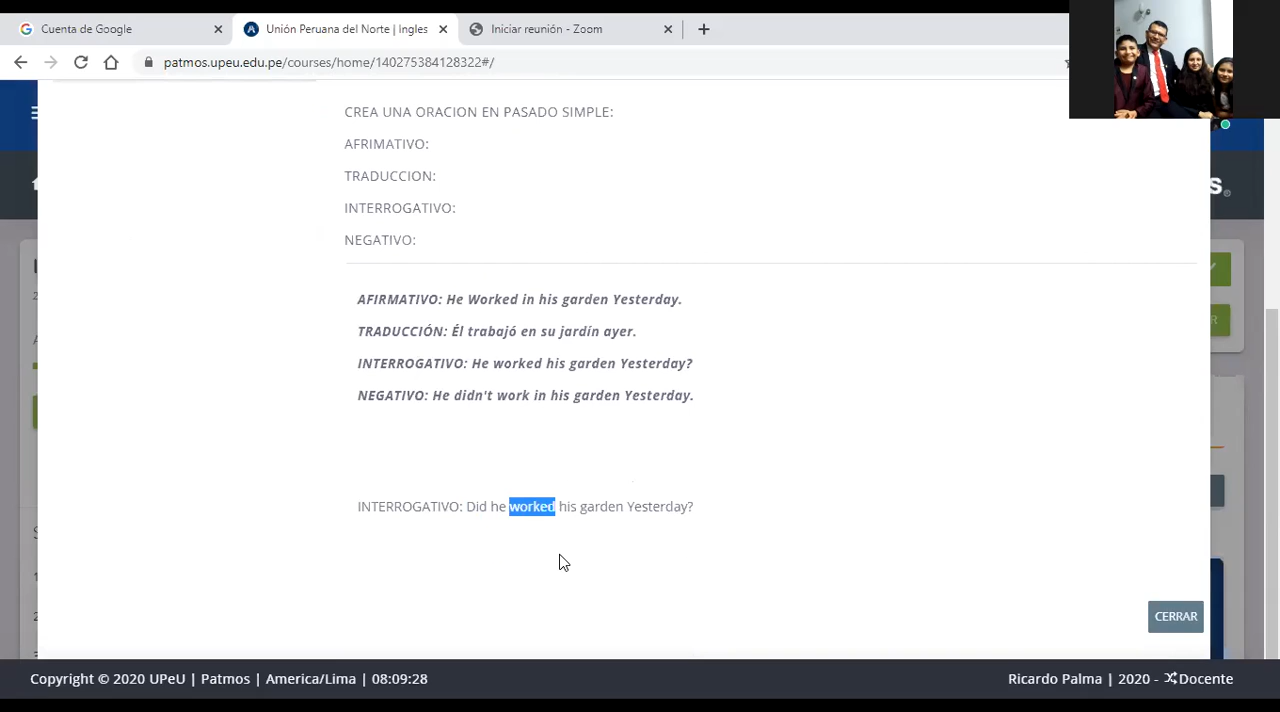 Cuenta de Google
Unión Peruana del Norte | Ingles
Iniciar reunión - Zoom
patmos.upeu.edu.pe/courses/home/140275384128322#/
CREA UNA ORACION EN PASADO SIMPLE:
AFRIMATIVO:
TRADUCCION:
INTERROGATIVO:
NEGATIVO:
AFIRMATIVO: He Worked in his garden Yesterday.
TRADUCCIÓN: Él trabajó en su jardín ayer.
INTERROGATIVO: He worked his garden Yesterday?
NEGATIVO: He didn't work in his garden Yesterday.
INTERROGATIVO: Did he worked his garden Yesterday?
CERRAR
Copyright © 2020 UPeU | Patmos | America/Lima | 08:09:28
Ricardo Palma | 2020 - Docente